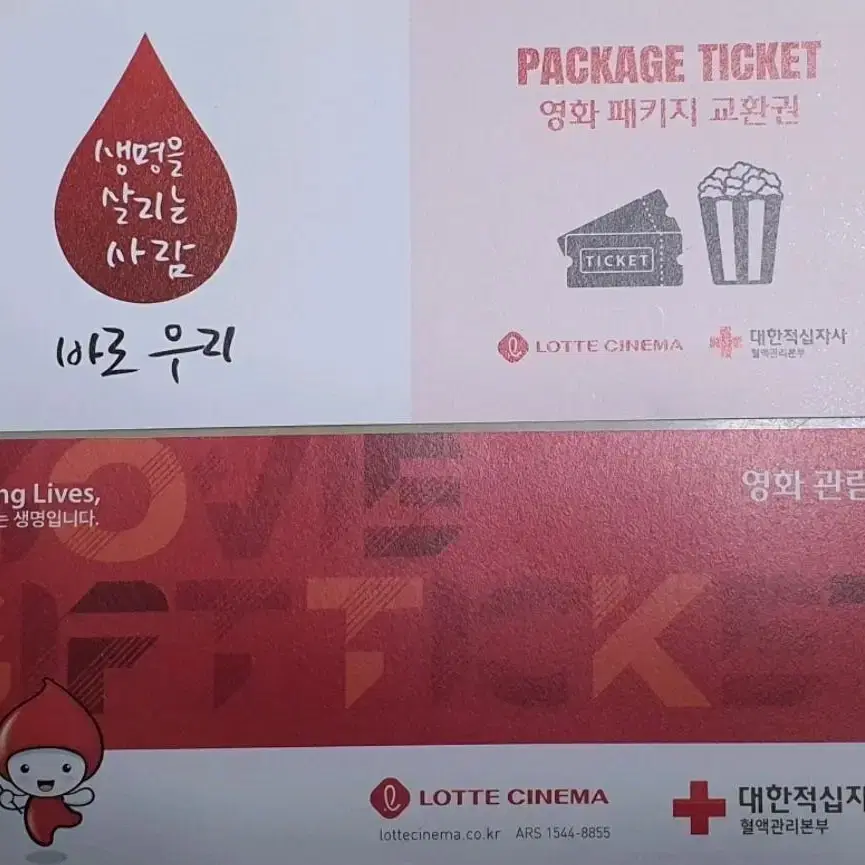 생명을
살리는
사람
바로 우리
PACKAGE TICKET
영화 패키지 교환권
TICKET
LOTTE CINEMA
대한적십자사
혈액관리본부
ng Lives,
는 생명입니다.
영화 관람
LOVE
GIFT TICKET
LOTTE CINEMA
lottecinema.co.kr ARS 1544-8855
대한적십자
혈액관리본부